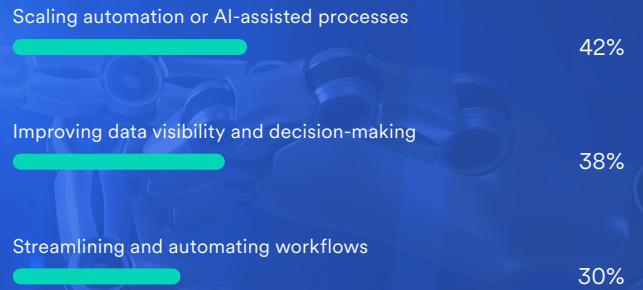 Scaling automation or AI-assisted processes
42%
Improving data visibility and decision-making
38%
Streamlining and automating workflows
30%